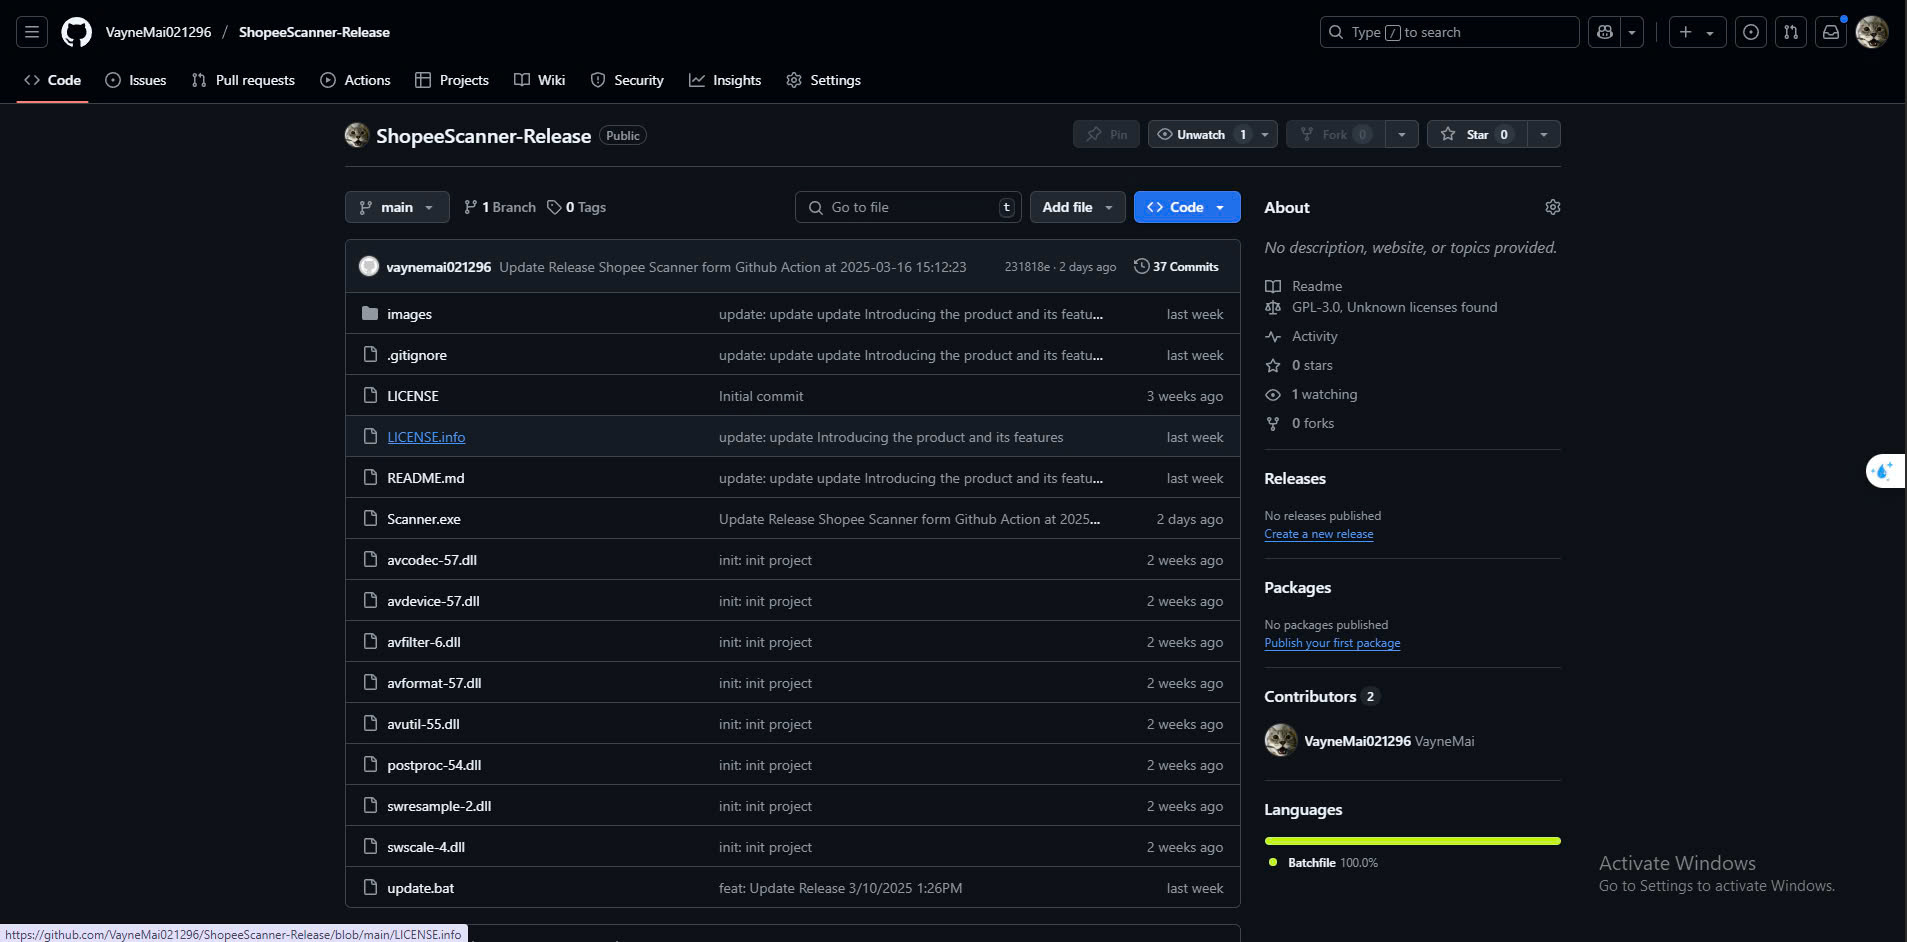 VayneMai021296 / ShopeeScanner-Release
Type / to search
Code Issues Pull requests Actions Projects Wiki Security Insights Settings
ShopeeScanner-Release Public
Pin Unwatch 1 Fork 0 Star 0
main 1 Branch 0 Tags Go to file t Add file Code
vaynemai021296 Update Release Shopee Scanner form Github Action at 2025-03-16 15:12:23 231818e · 2 days ago 37 Commits
images update: update update Introducing the product and its featu... last week
.gitignore update: update update Introducing the product and its featu... last week
LICENSE Initial commit 3 weeks ago
LICENSE.info update: update Introducing the product and its features last week
README.md update: update update Introducing the product and its featu... last week
Scanner.exe Update Release Shopee Scanner form Github Action at 2025... 2 days ago
avcodec-57.dll init: init project 2 weeks ago
avdevice-57.dll init: init project 2 weeks ago
avfilter-6.dll init: init project 2 weeks ago
avformat-57.dll init: init project 2 weeks ago
avutil-55.dll init: init project 2 weeks ago
postproc-54.dll init: init project 2 weeks ago
swresample-2.dll init: init project 2 weeks ago
swscale-4.dll init: init project 2 weeks ago
update.bat feat: Update Release 3/10/2025 1:26PM last week
About
No description, website, or topics provided.
Readme
GPL-3.0, Unknown licenses found
Activity
0 stars
1 watching
0 forks
Releases
No releases published
Create a new release
Packages
No packages published
Publish your first package
Contributors 2
VayneMai021296 VayneMai
Languages
Batchfile 100.0%
Activate Windows
Go to Settings to activate Windows.
https://github.com/VayneMai021296/ShopeeScanner-Release/blob/main/LICENSE.info